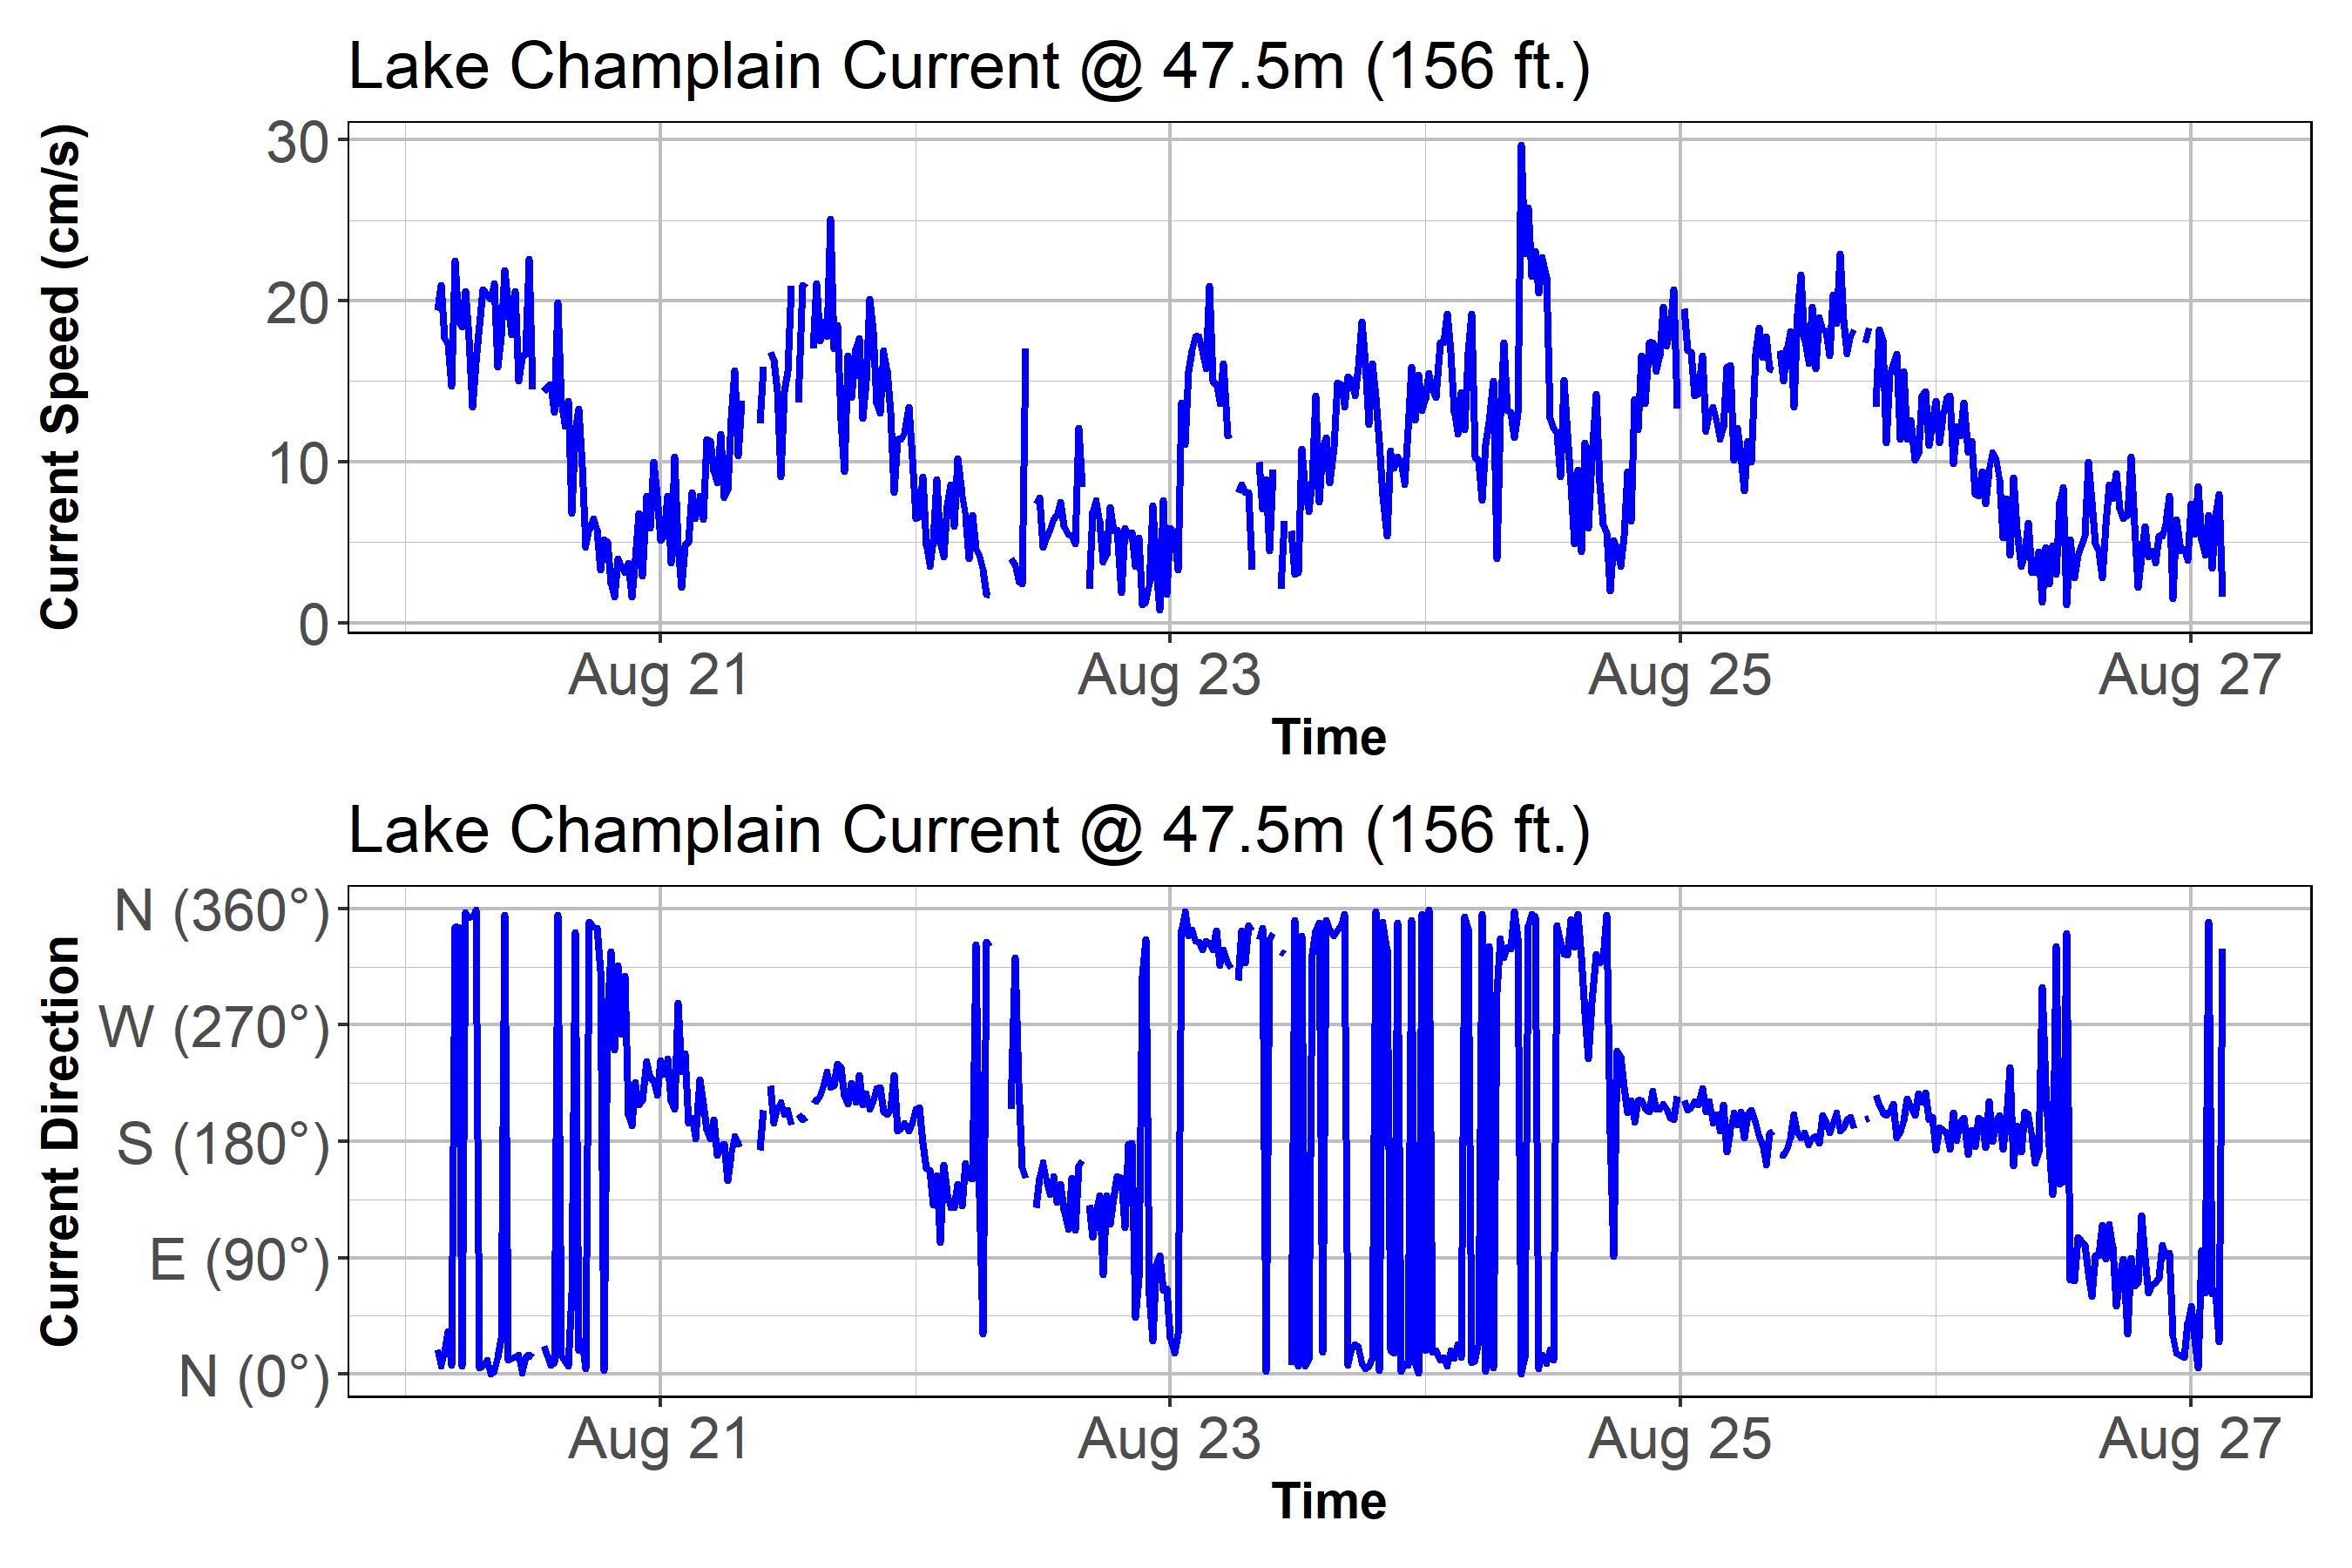 Lake Champlain Current @ 47.5m (156 ft.)
Current Speed (cm/s)
30
20
10
0
Aug 21 Aug 23 Aug 25 Aug 27
Time
Lake Champlain Current @ 47.5m (156 ft.)
Current Direction
N (360°)
W (270°)
S (180°)
E (90°)
N (0°)
Aug 21 Aug 23 Aug 25 Aug 27
Time